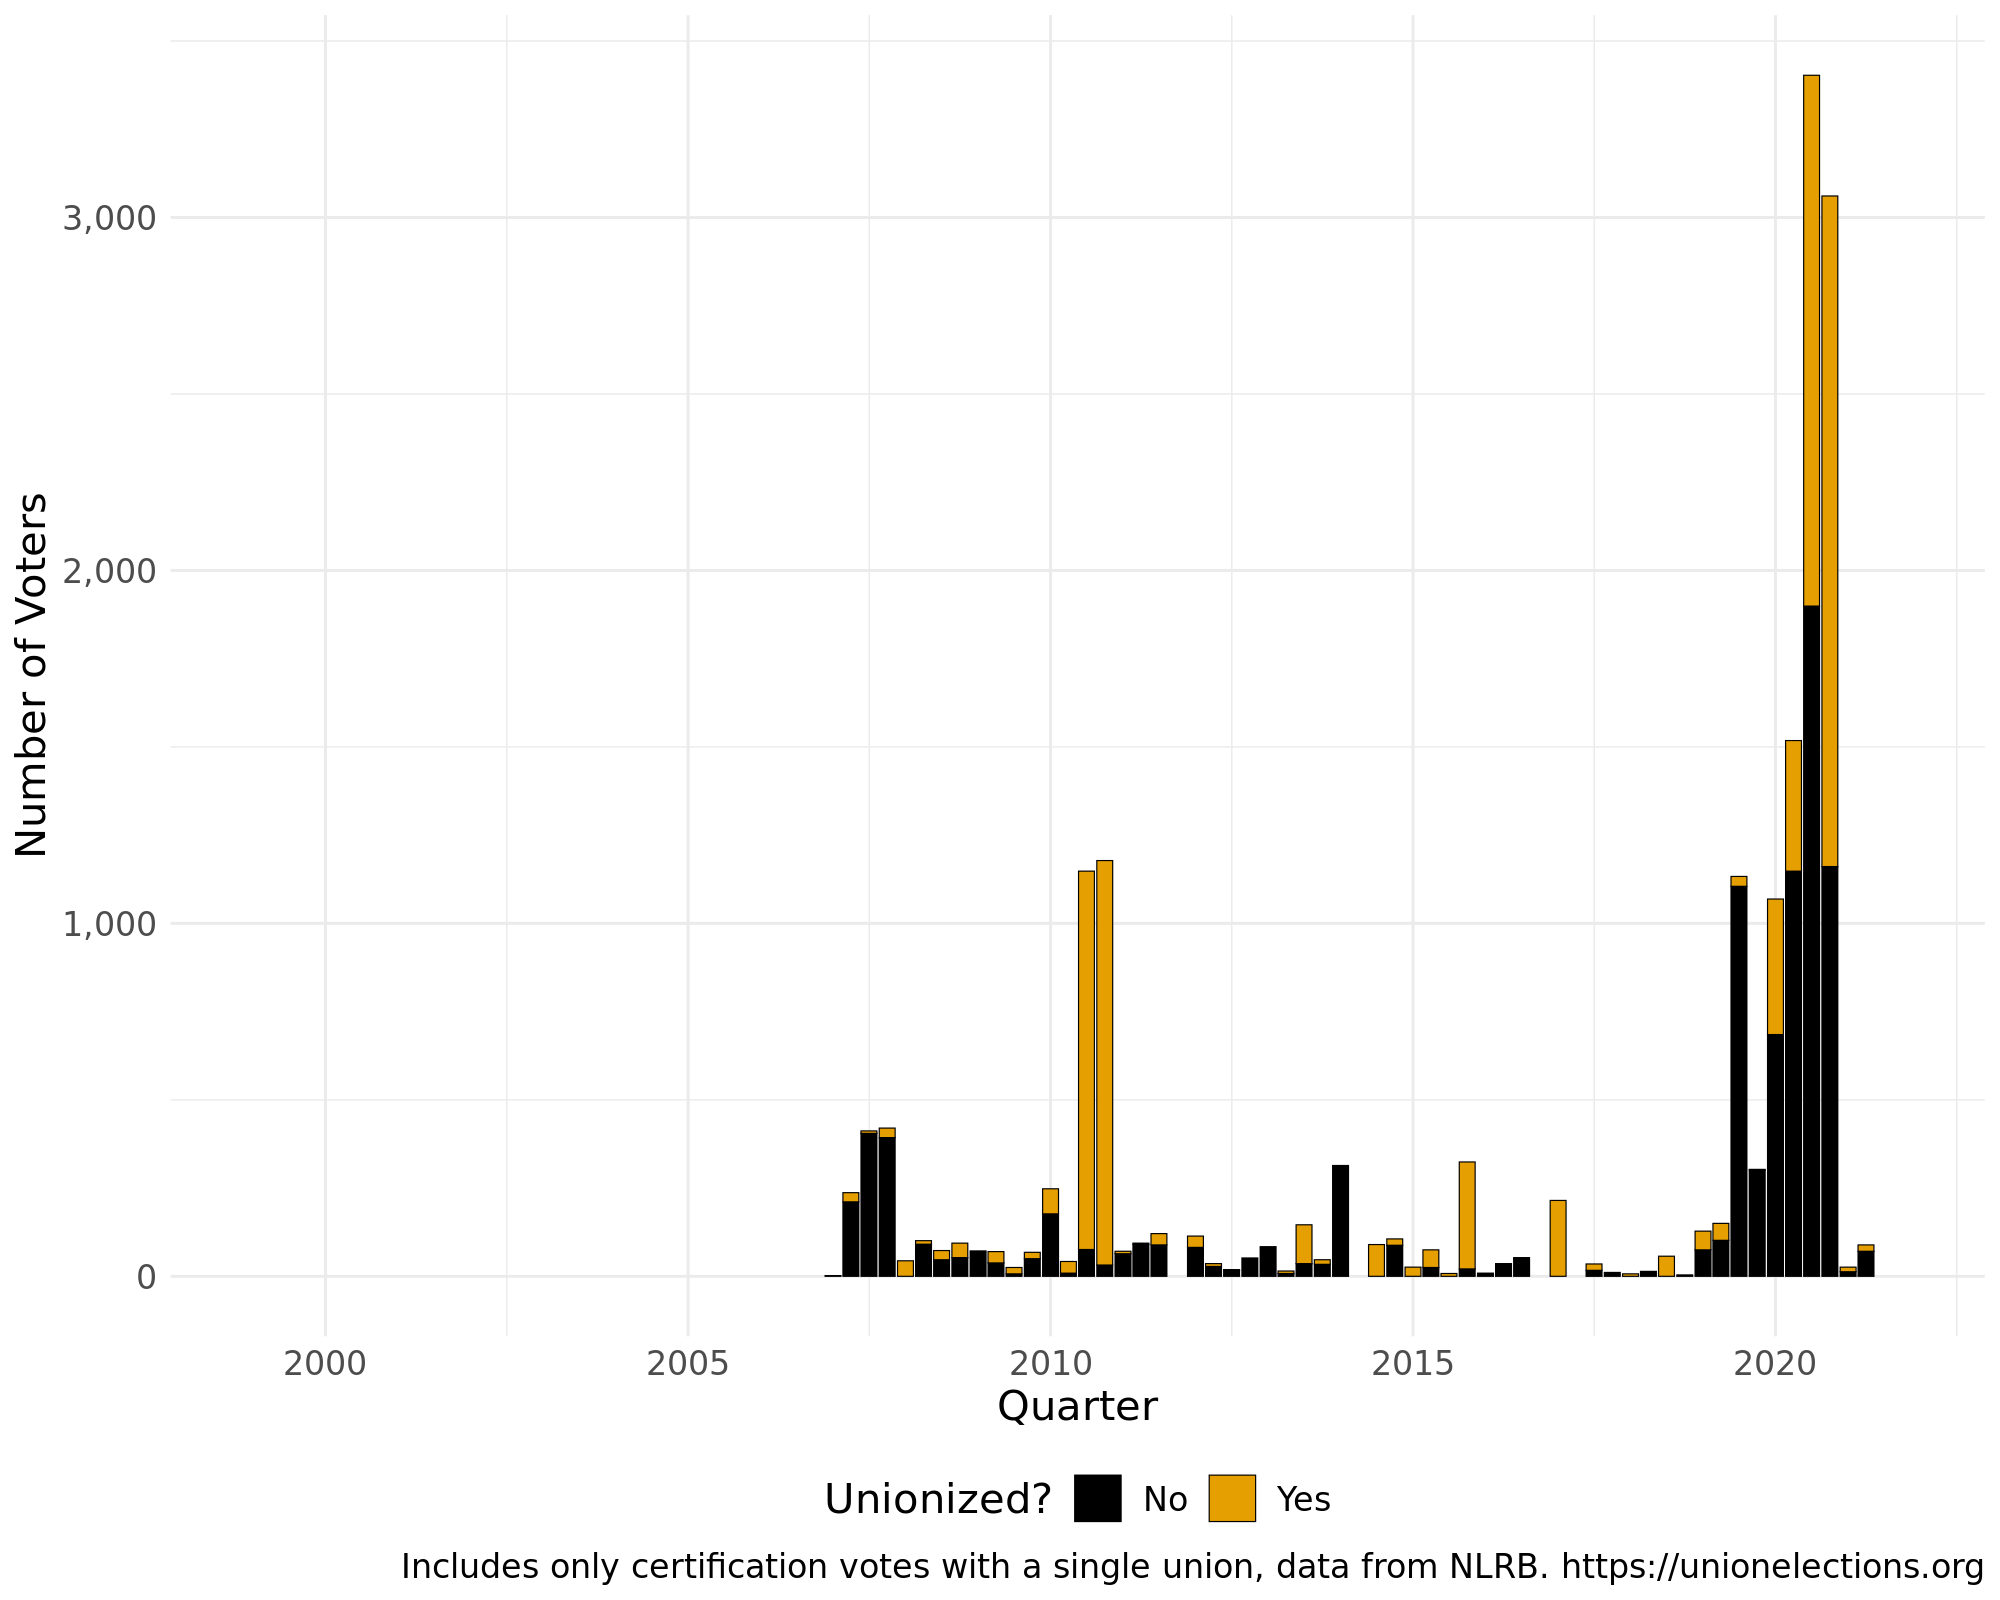 Number of Voters
3,000
2,000
1,000
0
2000 2005 2010 2015 2020
Quarter
Unionized? No Yes
Includes only certification votes with a single union, data from NLRB. https://unionelections.org